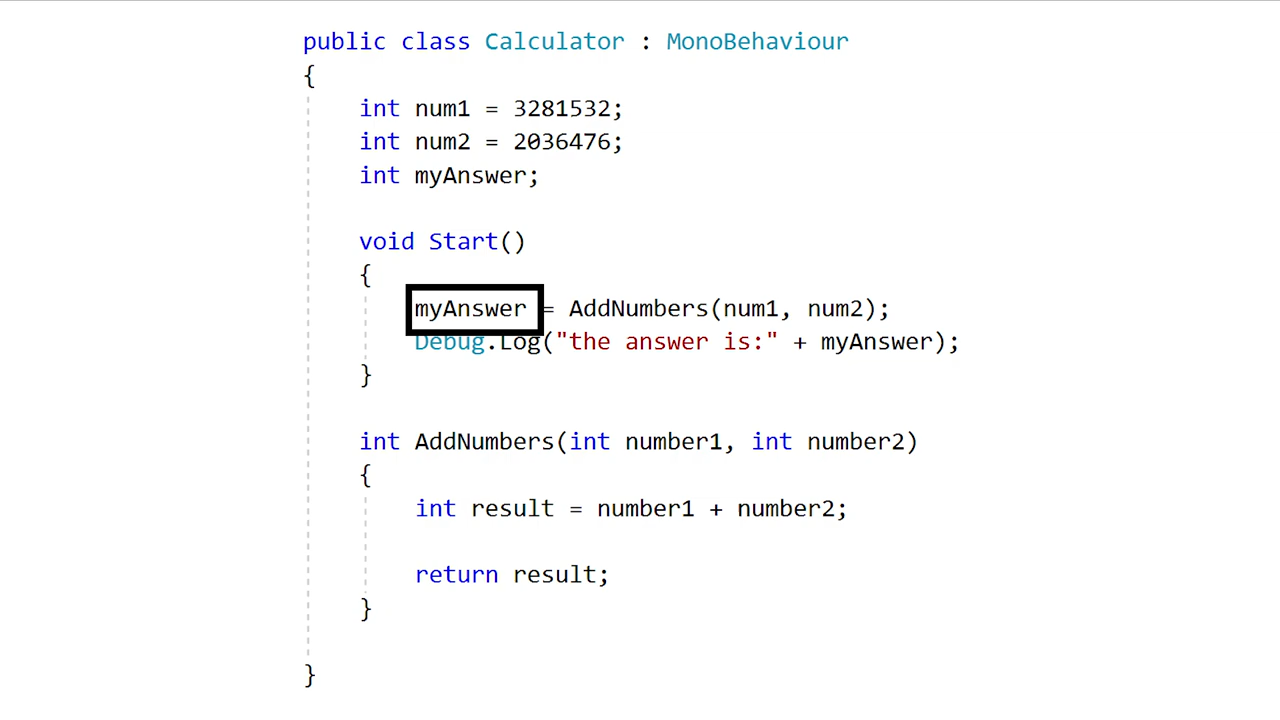 public class Calculator : MonoBehaviour
{
int num1 = 3281532;
int num2 = 2036476;
int myAnswer;
void Start()
{
myAnswer = AddNumbers(num1, num2);
Debug.Log("the answer is:" + myAnswer);
}
int AddNumbers(int number1, int number2)
{
int result = number1 + number2;
return result;
}
}